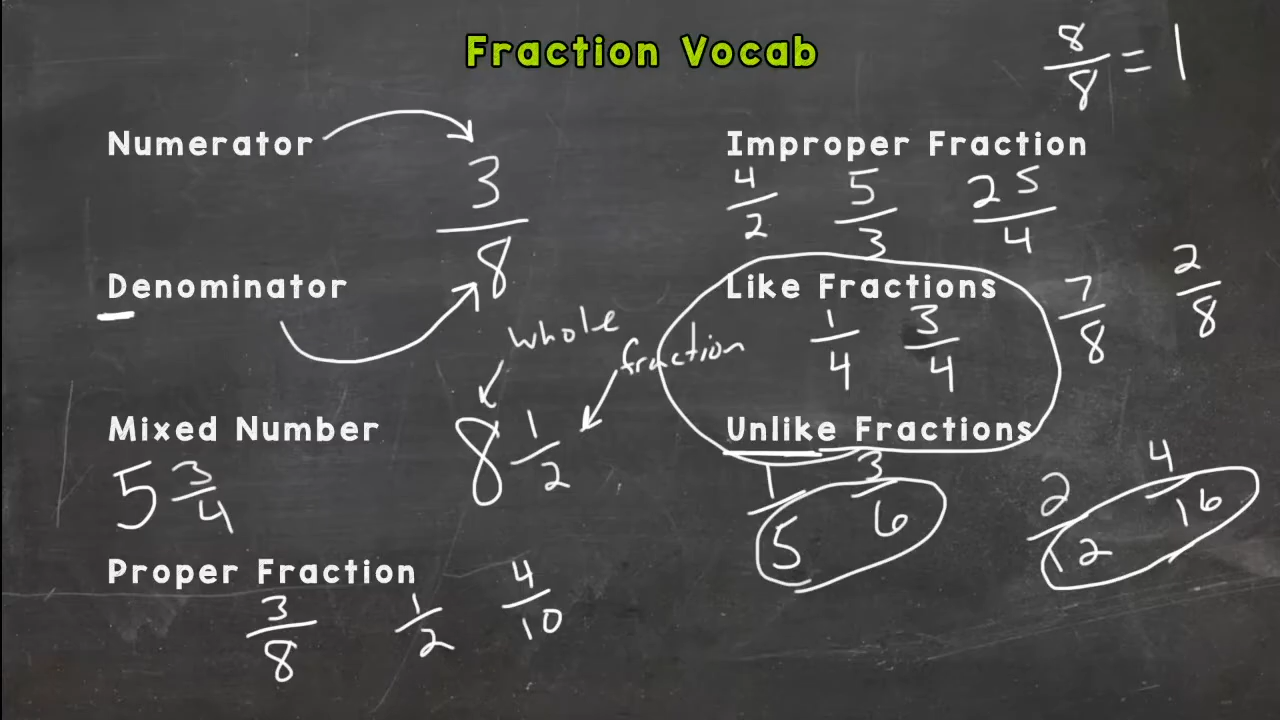 Fraction Vocab
8/8 = 1
Numerator
3/8
Denominator
whole
fraction
Mixed Number
8 1/2
5 3/4
Proper Fraction
3/8 1/2 4/10
Improper Fraction
4/2 5/3 25/4
Like Fractions
1/4 3/4 7/8 2/8
Unlike Fractions
1/5 3/6 2/12 4/16